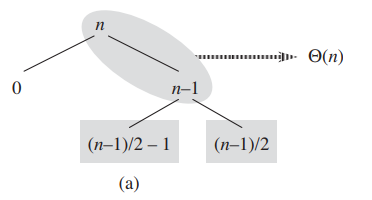 n
Θ(n)
0
n–1
(n–1)/2 – 1
(n–1)/2
(a)